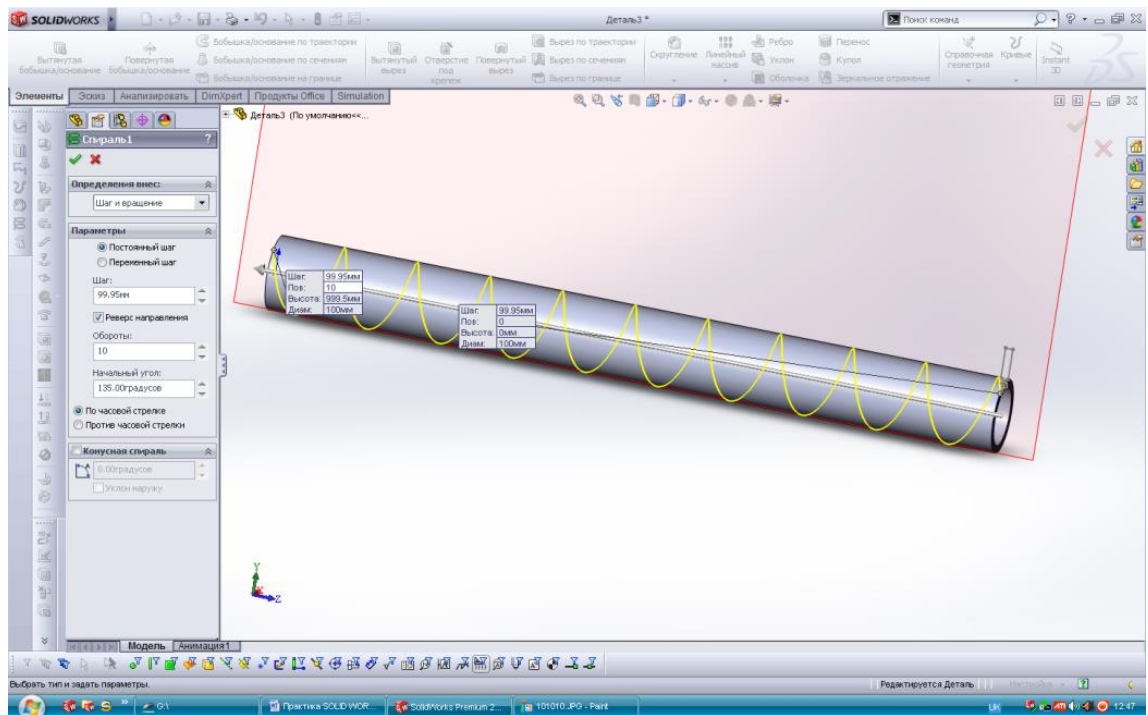 SOLIDWORKS
Деталь3 *
Поиск команд
Вытянутая бобышка/основание
Повернутая бобышка/основание
Бобышка/основание по траектории
Бобышка/основание по сечениям
Бобышка/основание на границе
Вытянутый вырез
Отверстие под крепеж
Повернутый вырез
Вырез по траектории
Вырез по сечениям
Вырез по границе
Скругление
Линейный массив
Ребро
Уклон
Оболочка
Перенос
Купол
Зеркальное отражение
Справочная геометрия
Кривые
Instant 3D
Элементы
Эскиз
Анализировать
DimXpert
Продукты Office
Simulation
Деталь3 (По умолчанию<<...
Спираль1
?
Определения внес:
Шаг и вращение
Параметры
Постоянный шаг
Переменный шаг
Шаг:
99.95мм
Реверс направления
Обороты:
10
Начальный угол:
135.00градусов
По часовой стрелке
Против часовой стрелки
Конусная спираль
0.00градусов
Уклон наружу
Шаг: 99.95мм
Пов: 10
Высота: 999.5мм
Диам: 100мм
Шаг: 99.95мм
Пов: 0
Высота: 0мм
Диам: 100мм
Y
Z
Модель
Анимация1
Выбрать тип и задать параметры.
Редактируется Деталь
Настройка
G:\
Практика SOLID WOR...
SolidWorks Premium 2...
101010.JPG - Paint
UK
12:47